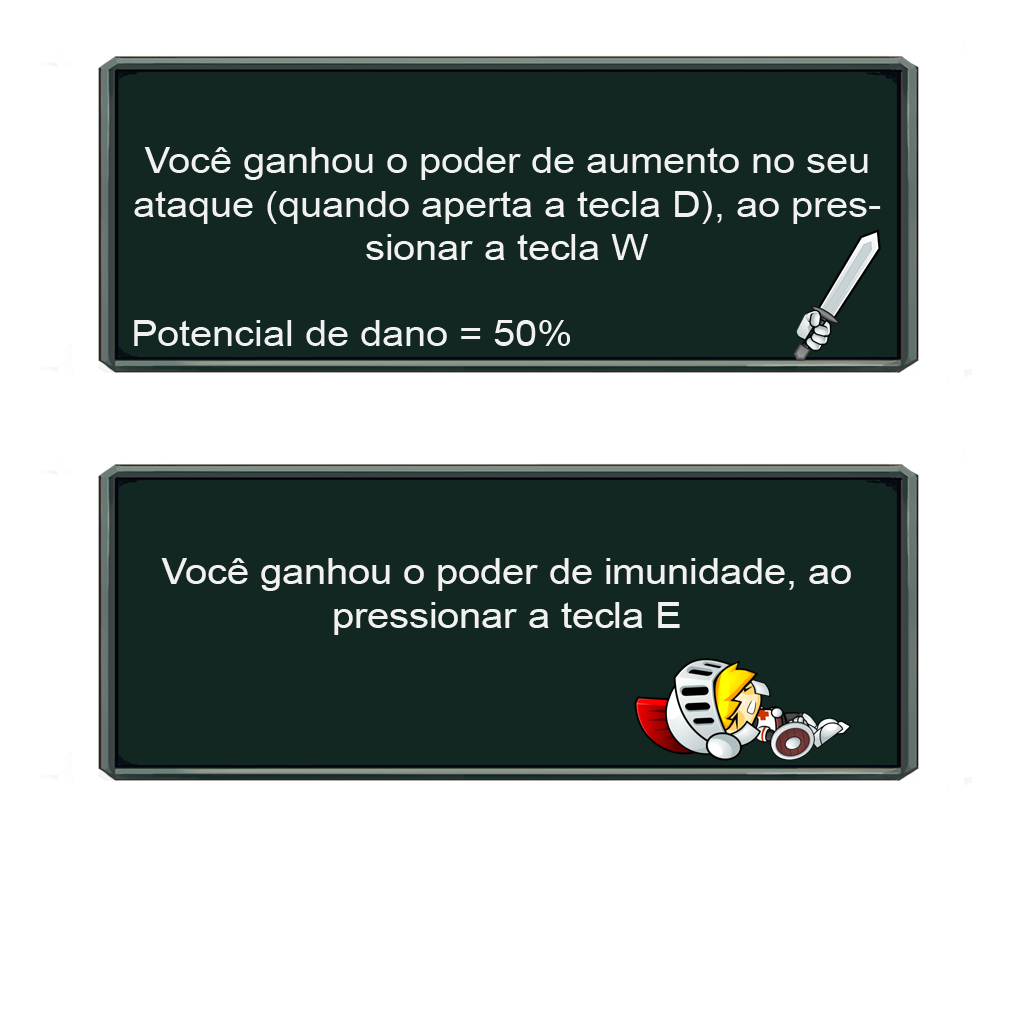 Você ganhou o poder de aumento no seu
ataque (quando aperta a tecla D), ao pres-
sionar a tecla W
Potencial de dano = 50%
Você ganhou o poder de imunidade, ao
pressionar a tecla E